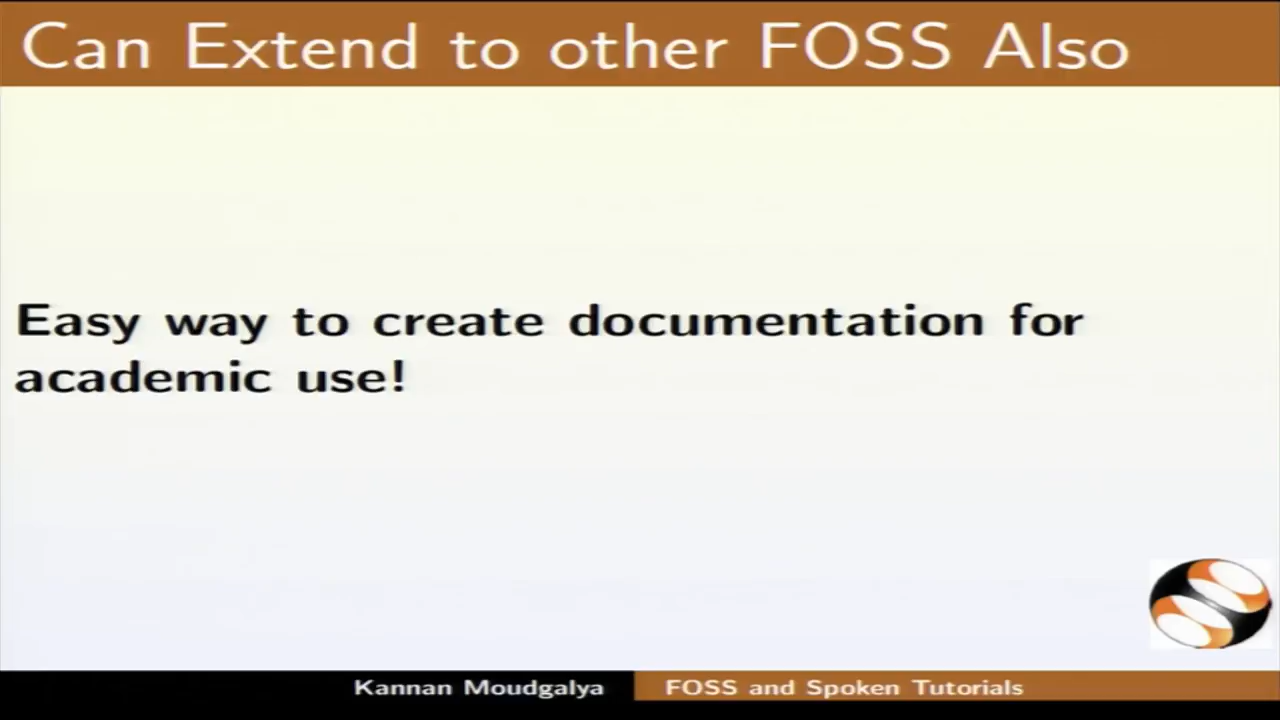 Can Extend to other FOSS Also
Easy way to create documentation for
academic use!
Kannan Moudgalya
FOSS and Spoken Tutorials